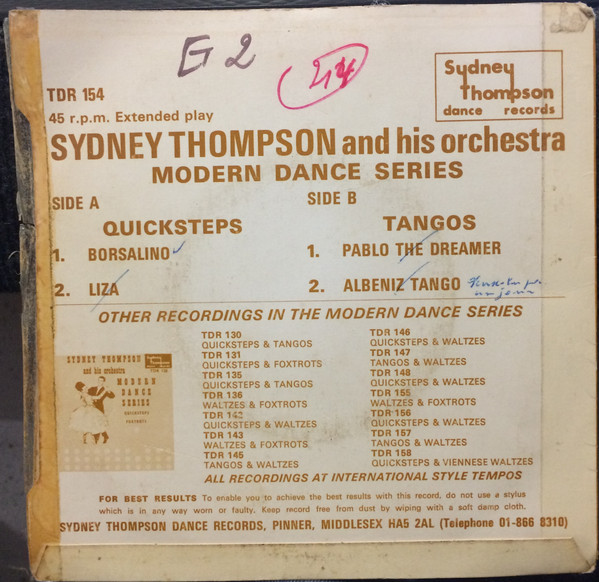 G 2
24
TDR 154
Sydney
Thompson
dance records
45 r.p.m. Extended play
SYDNEY THOMPSON and his orchestra
MODERN DANCE SERIES
SIDE A
QUICKSTEPS
1. BORSALINO
2. LIZA
SIDE B
TANGOS
1. PABLO THE DREAMER
2. ALBENIZ TANGO
OTHER RECORDINGS IN THE MODERN DANCE SERIES
SYDNEY THOMPSON
and his orchestra
MODERN
DANCE
SERIES
QUICKSTEPS
FOXTROTS
TDR 130
QUICKSTEPS & TANGOS
TDR 131
QUICKSTEPS & FOXTROTS
TDR 135
QUICKSTEPS & TANGOS
TDR 136
WALTZES & FOXTROTS
TDR 142
QUICKSTEPS & WALTZES
TDR 143
WALTZES & FOXTROTS
TDR 145
TANGOS & WALTZES
TDR 146
QUICKSTEPS & WALTZES
TDR 147
TANGOS & WALTZES
TDR 148
QUICKSTEPS & WALTZES
TDR 155
WALTZES & FOXTROTS
TDR 156
QUICKSTEPS & WALTZES
TDR 157
TANGOS & WALTZES
TDR 158
QUICKSTEPS & VIENNESE WALTZES
ALL RECORDINGS AT INTERNATIONAL STYLE TEMPOS
FOR BEST RESULTS To enable you to achieve the best results with this record, do not use a stylus
which is in any way worn or faulty. Keep record free from dust by wiping with a soft damp cloth.
SYDNEY THOMPSON DANCE RECORDS, PINNER, MIDDLESEX HA5 2AL (Telephone 01-866 8310)